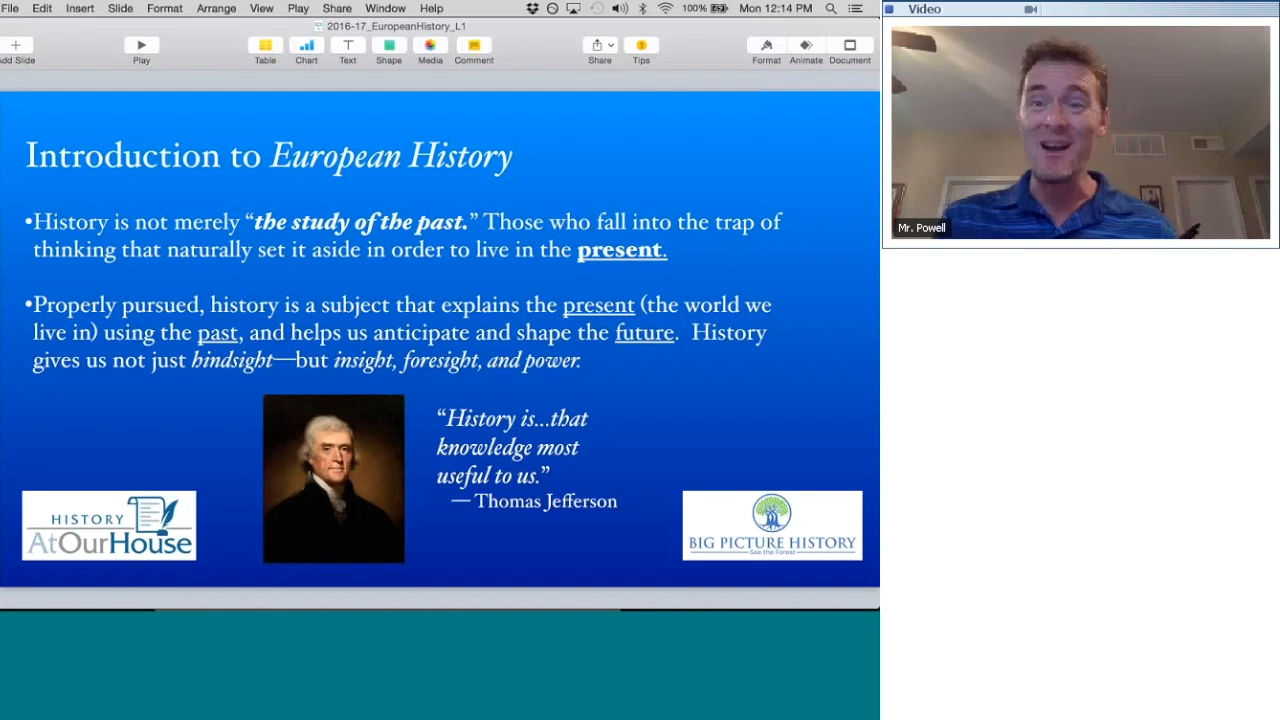 File Edit Insert Slide Format Arrange View Play Share Window Help 100% Mon 12:14 PM
2016-17_EuropeanHistory_L1
Add Slide Play Table Chart Text Shape Media Comment Share Tips Format Animate Document
Video
Introduction to European History
•History is not merely “the study of the past.” Those who fall into the trap of
thinking that naturally set it aside in order to live in the present.
•Properly pursued, history is a subject that explains the present (the world we
live in) using the past, and helps us anticipate and shape the future. History
gives us not just hindsight—but insight, foresight, and power.
“History is...that
knowledge most
useful to us.”
— Thomas Jefferson
HISTORY
AtOurHouse
BIG PICTURE HISTORY
See the Forest
Mr. Powell